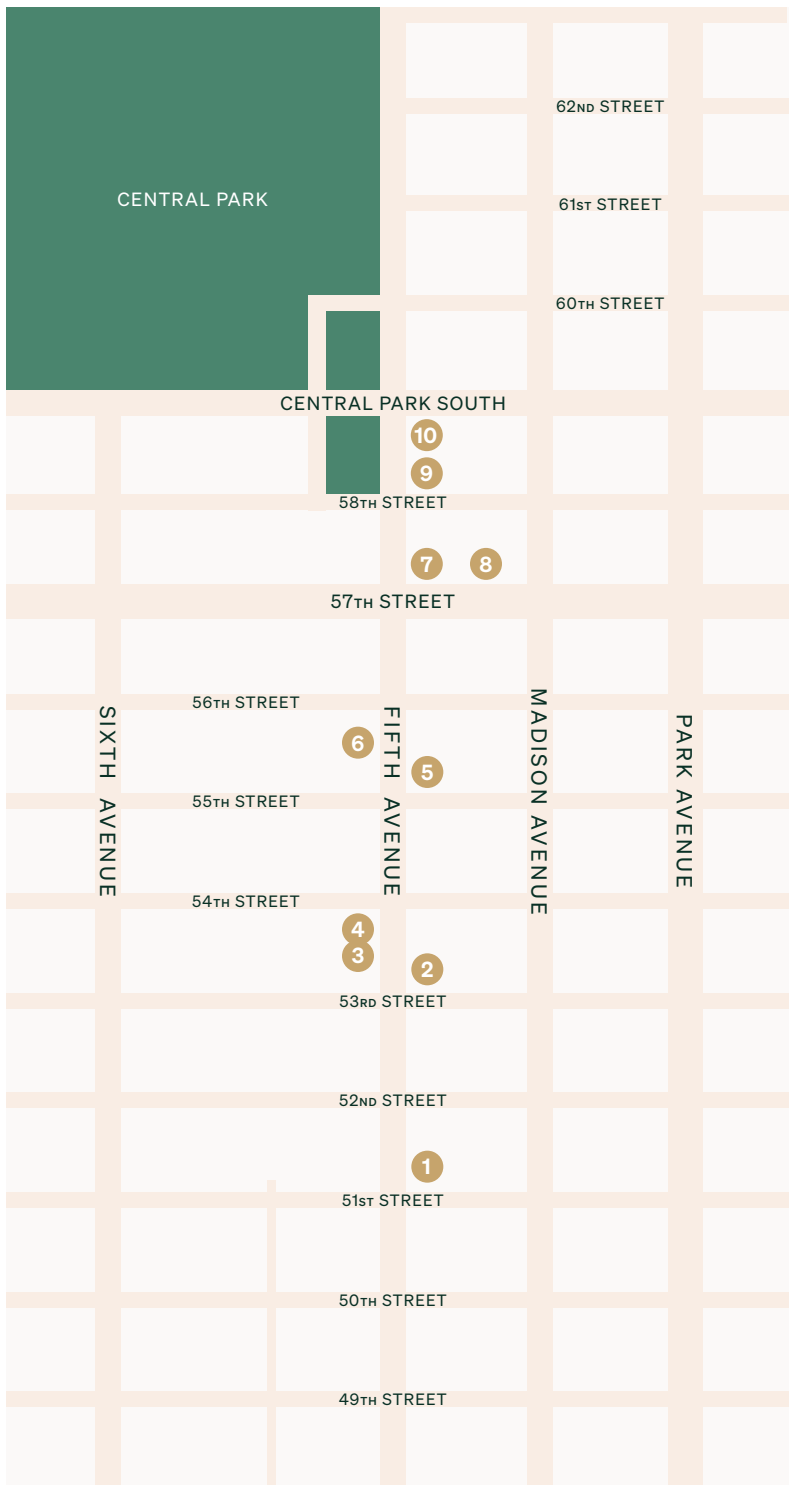 62ND STREET
CENTRAL PARK
61ST STREET
60TH STREET
CENTRAL PARK SOUTH
10
9
58TH STREET
7
8
57TH STREET
56TH STREET
SIXTH AVENUE
FIFTH AVENUE
MADISON AVENUE
PARK AVENUE
6
5
55TH STREET
54TH STREET
4
3
2
53RD STREET
52ND STREET
1
51ST STREET
50TH STREET
49TH STREET